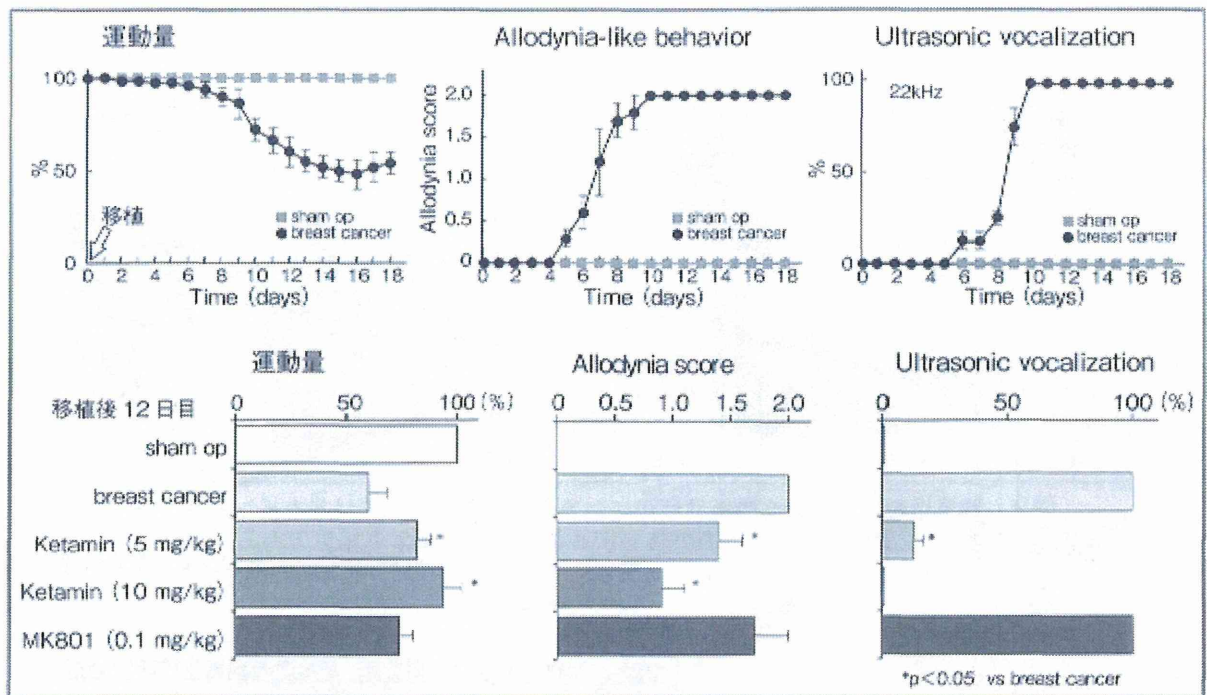 運動量
100
50
0
%
移植
sham op
breast cancer
0 2 4 6 8 10 12 14 16 18
Time (days)
Allodynia-like behavior
Allodynia score
2.0
1.5
1.0
0.5
0
sham op
breast cancer
0 2 4 6 8 10 12 14 16 18
Time (days)
Ultrasonic vocalization
22kHz
100
50
0
%
sham op
breast cancer
0 2 4 6 8 10 12 14 16 18
Time (days)
運動量
移植後 12 日目
0 50 100 (%)
sham op
breast cancer
Ketamin (5 mg/kg)
Ketamin (10 mg/kg)
MK801 (0.1 mg/kg)
*
*
Allodynia score
0 0.5 1.0 1.5 2.0
*
*
Ultrasonic vocalization
0 50 100 (%)
*
*p<0.05 vs breast cancer